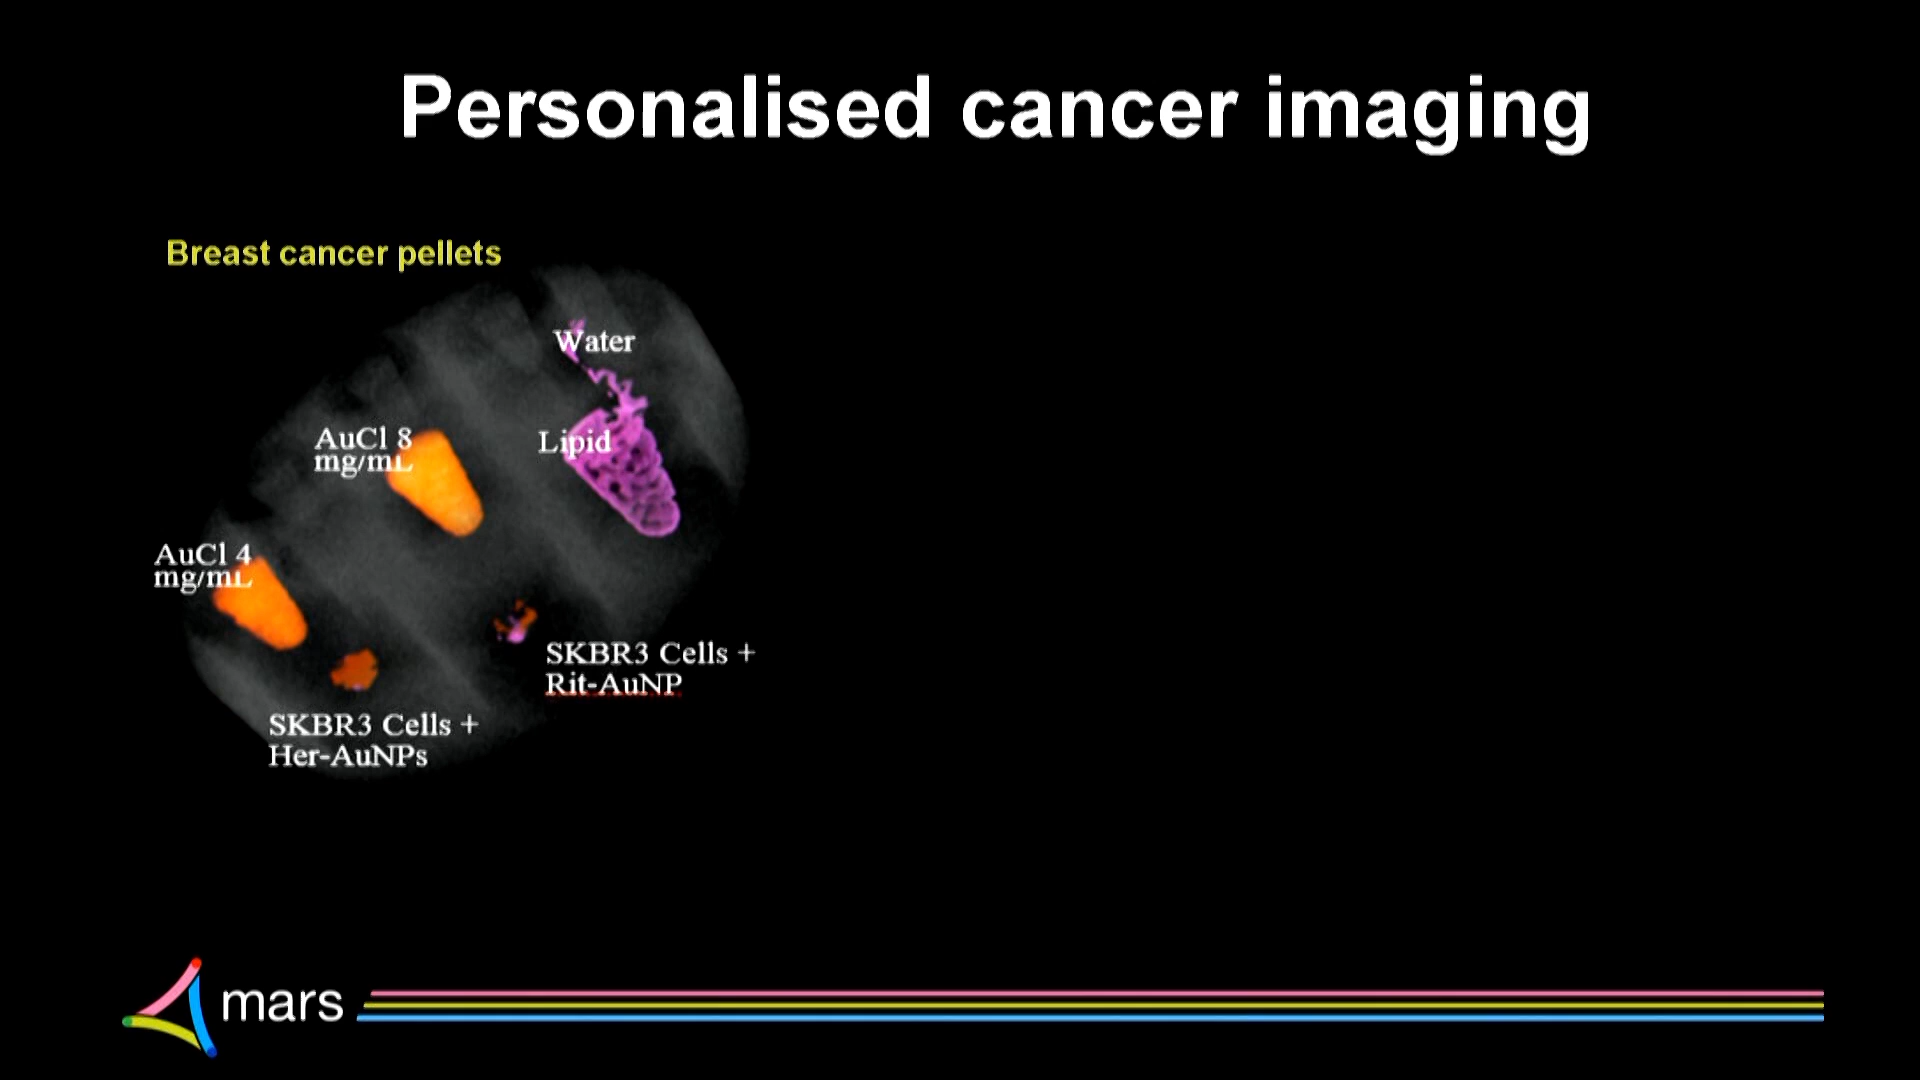 Personalised cancer imaging
Breast cancer pellets
Water
AuCl 8
mg/mL
Lipid
AuCl 4
mg/mL
SKBR3 Cells +
Rit-AuNP
SKBR3 Cells +
Her-AuNPs
mars